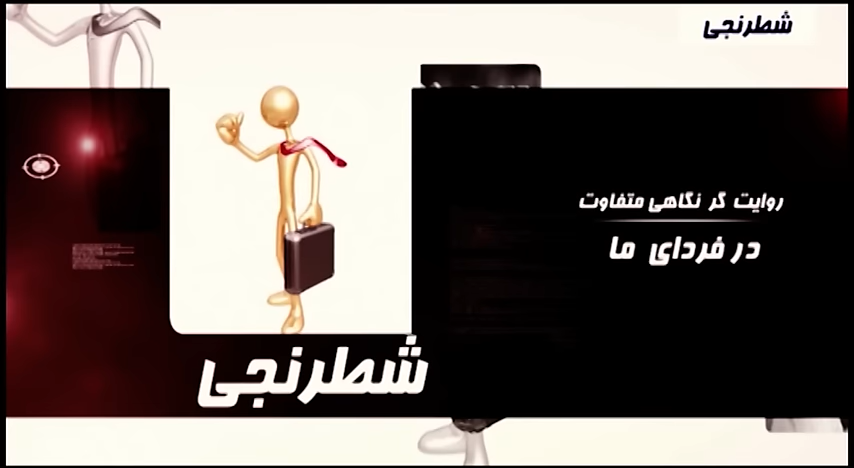 شطرنجی
روایت گر نگاهی متفاوت
در فردای ما
شطرنجی